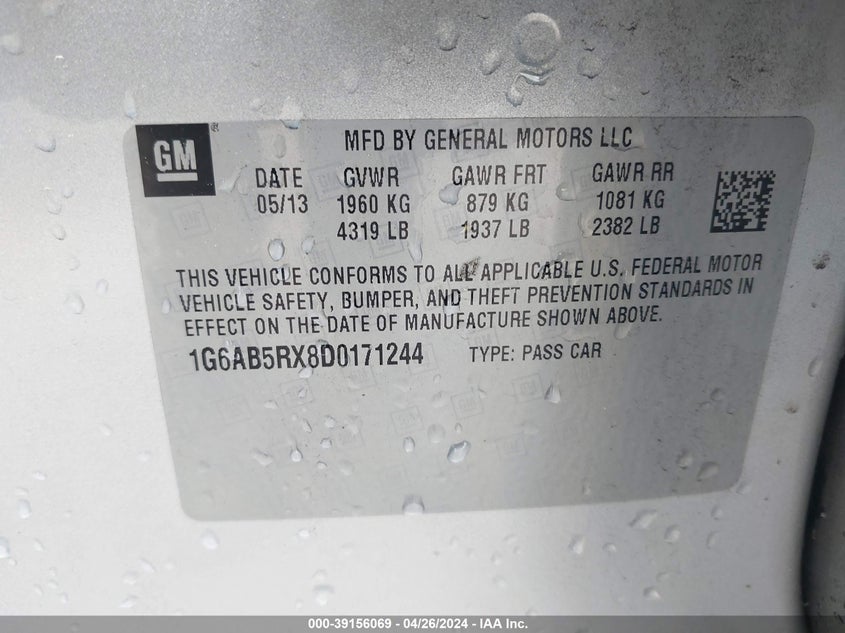 GM
®
MFD BY GENERAL MOTORS LLC
DATE GVWR GAWR FRT GAWR RR
05/13 1960 KG 879 KG 1081 KG
4319 LB 1937 LB 2382 LB
THIS VEHICLE CONFORMS TO ALL APPLICABLE U.S. FEDERAL MOTOR
VEHICLE SAFETY, BUMPER, AND THEFT PREVENTION STANDARDS IN
EFFECT ON THE DATE OF MANUFACTURE SHOWN ABOVE.
1G6AB5RX8D0171244 TYPE: PASS CAR
000-39156069 - 04/26/2024 - IAA Inc.